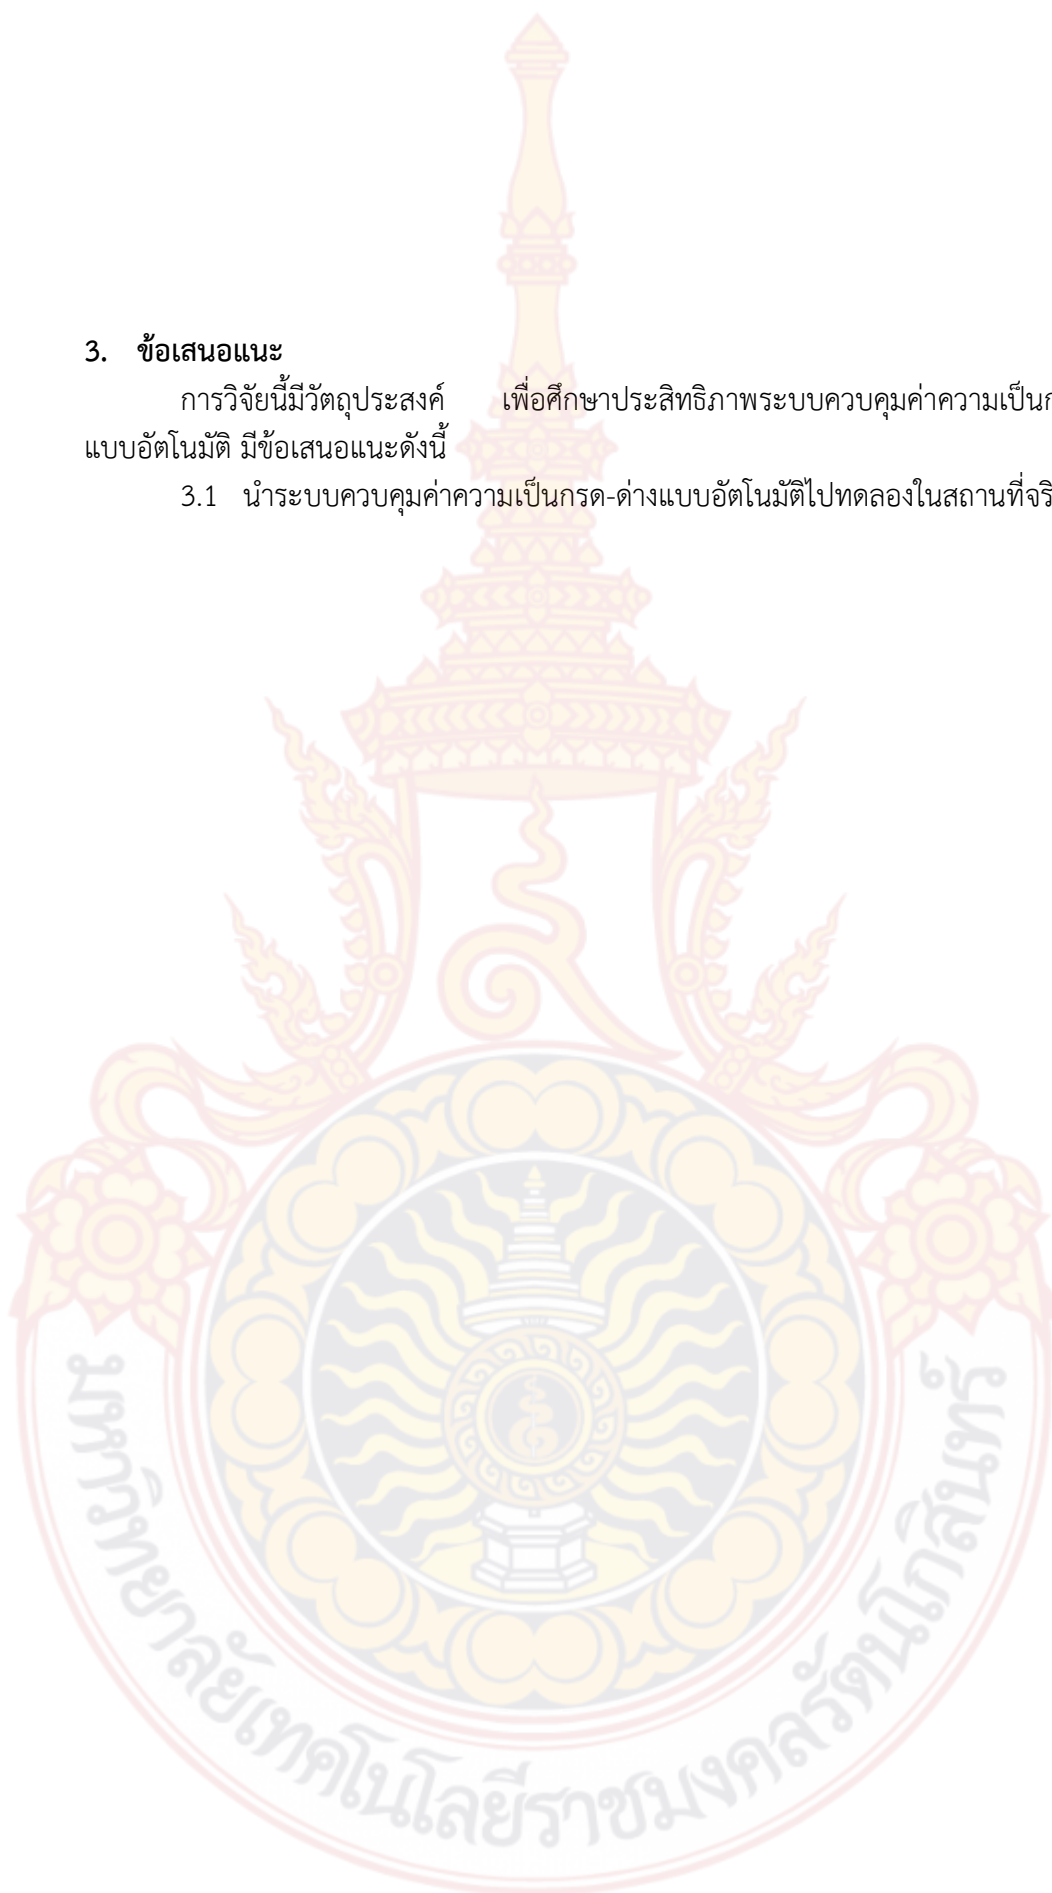 3. ข้อเสนอแนะ
การวิจัยนี้มีวัตถุประสงค์ เพื่อศึกษาประสิทธิภาพระบบควบคุมค่าความเป็นก
แบบอัตโนมัติ มีข้อเสนอแนะดังนี้
3.1 นำระบบควบคุมค่าความเป็นกรด-ด่างแบบอัตโนมัติไปทดลองในสถานที่จริ
มหาวิทยาลัยเทคโนโลยีราชมงคลรัตนโกสินทร์